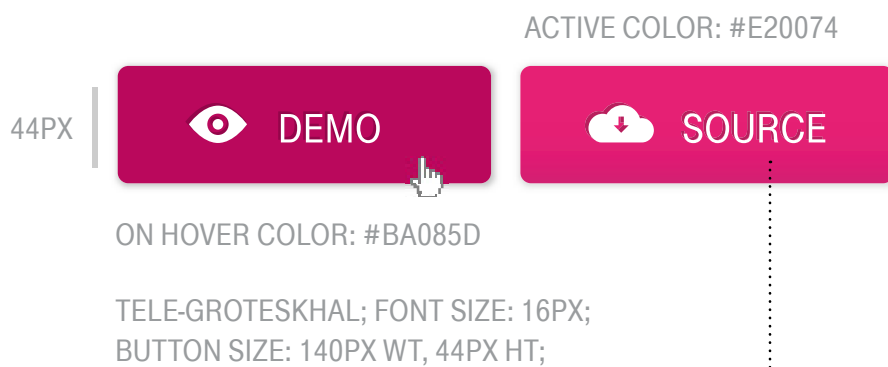 ACTIVE COLOR: #E20074
44PX
DEMO
SOURCE
ON HOVER COLOR: #BA085D
TELE-GROTESKHAL; FONT SIZE: 16PX;
BUTTON SIZE: 140PX WT, 44PX HT;